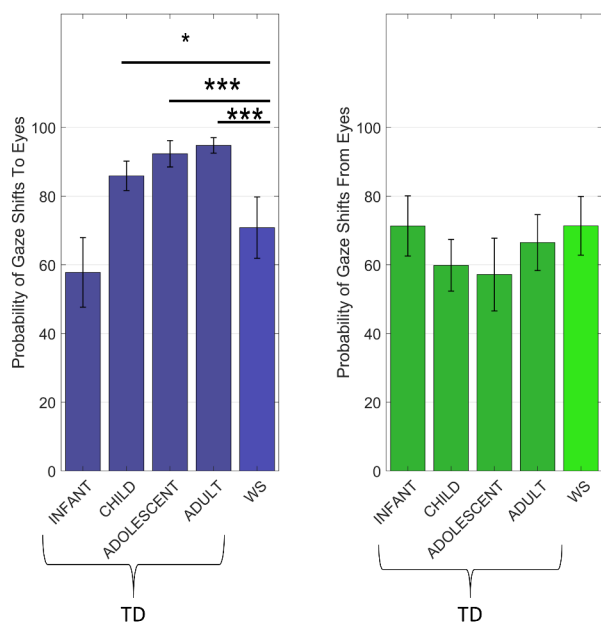 *
***
***
Probability of Gaze Shifts To Eyes
100
80
60
40
20
0
INFANT
CHILD
ADOLESCENT
ADULT
WS
TD
Probability of Gaze Shifts From Eyes
100
80
60
40
20
0
INFANT
CHILD
ADOLESCENT
ADULT
WS
TD